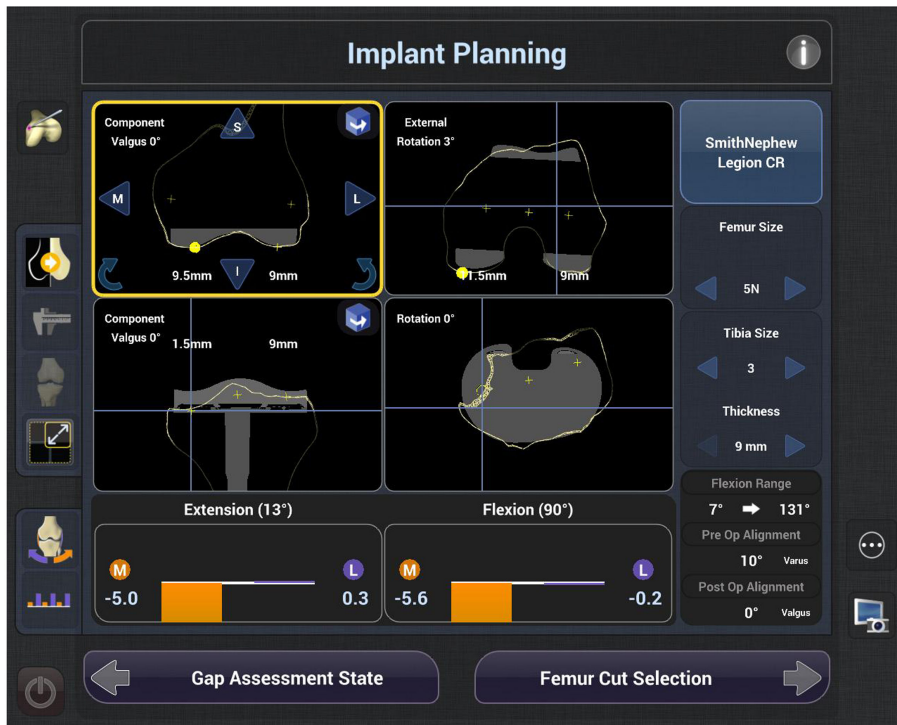 Implant Planning
i
Component
Valgus 0°
S
M
L
I
9.5mm
9mm
External
Rotation 3°
11.5mm
9mm
SmithNephew
Legion CR
Femur Size
5N
Component
Valgus 0°
1.5mm
9mm
Rotation 0°
Tibia Size
3
Thickness
9 mm
Extension (13°)
M
-5.0
L
0.3
Flexion (90°)
M
-5.6
L
-0.2
Flexion Range
7° 131°
Pre Op Alignment
10° Varus
Post Op Alignment
0° Valgus
Gap Assessment State
Femur Cut Selection